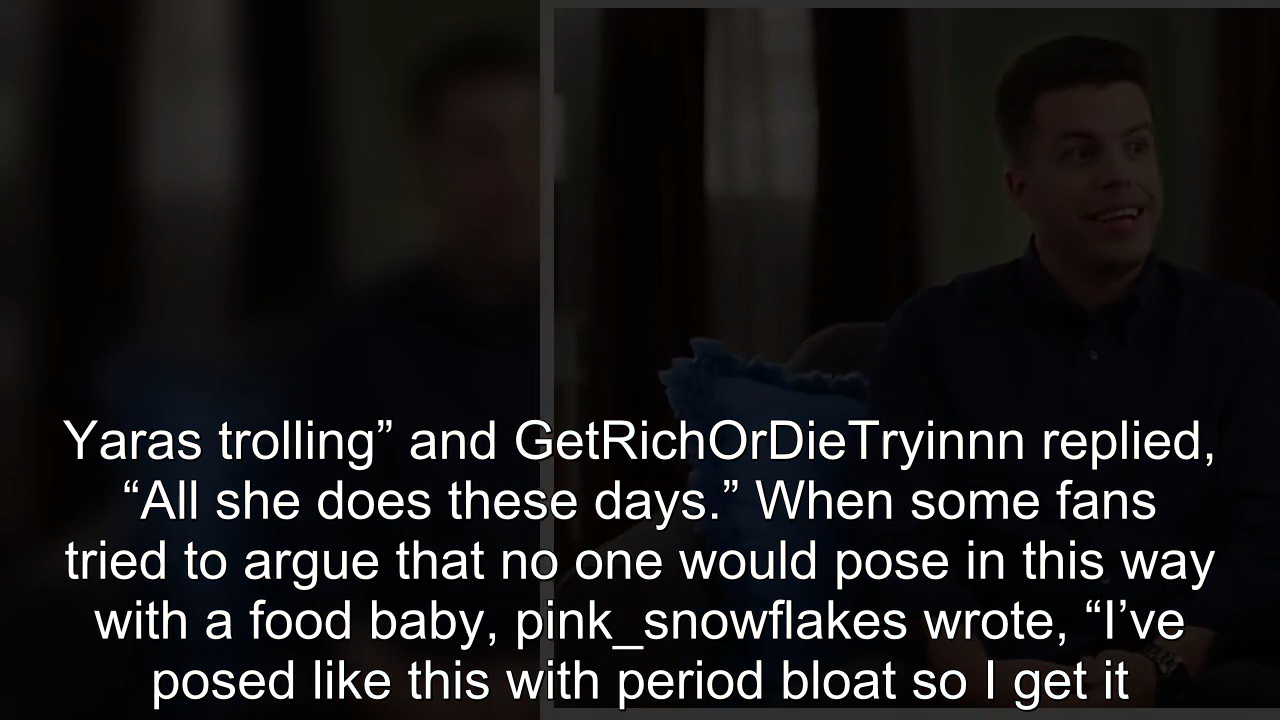 Yaras trolling” and GetRichOrDieTryinnn replied,
“All she does these days.” When some fans
tried to argue that no one would pose in this way
with a food baby, pink_snowflakes wrote, “I’ve
posed like this with period bloat so I get it